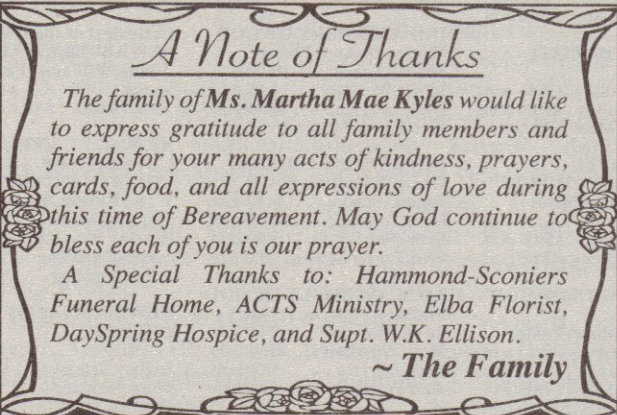 A Note of Thanks
The family of Ms. Martha Mae Kyles would like
to express gratitude to all family members and
friends for your many acts of kindness, prayers,
cards, food, and all expressions of love during
this time of Bereavement. May God continue to
bless each of you is our prayer.
A Special Thanks to: Hammond-Sconiers
Funeral Home, ACTS Ministry, Elba Florist,
DaySpring Hospice, and Supt. W.K. Ellison.
~ The Family